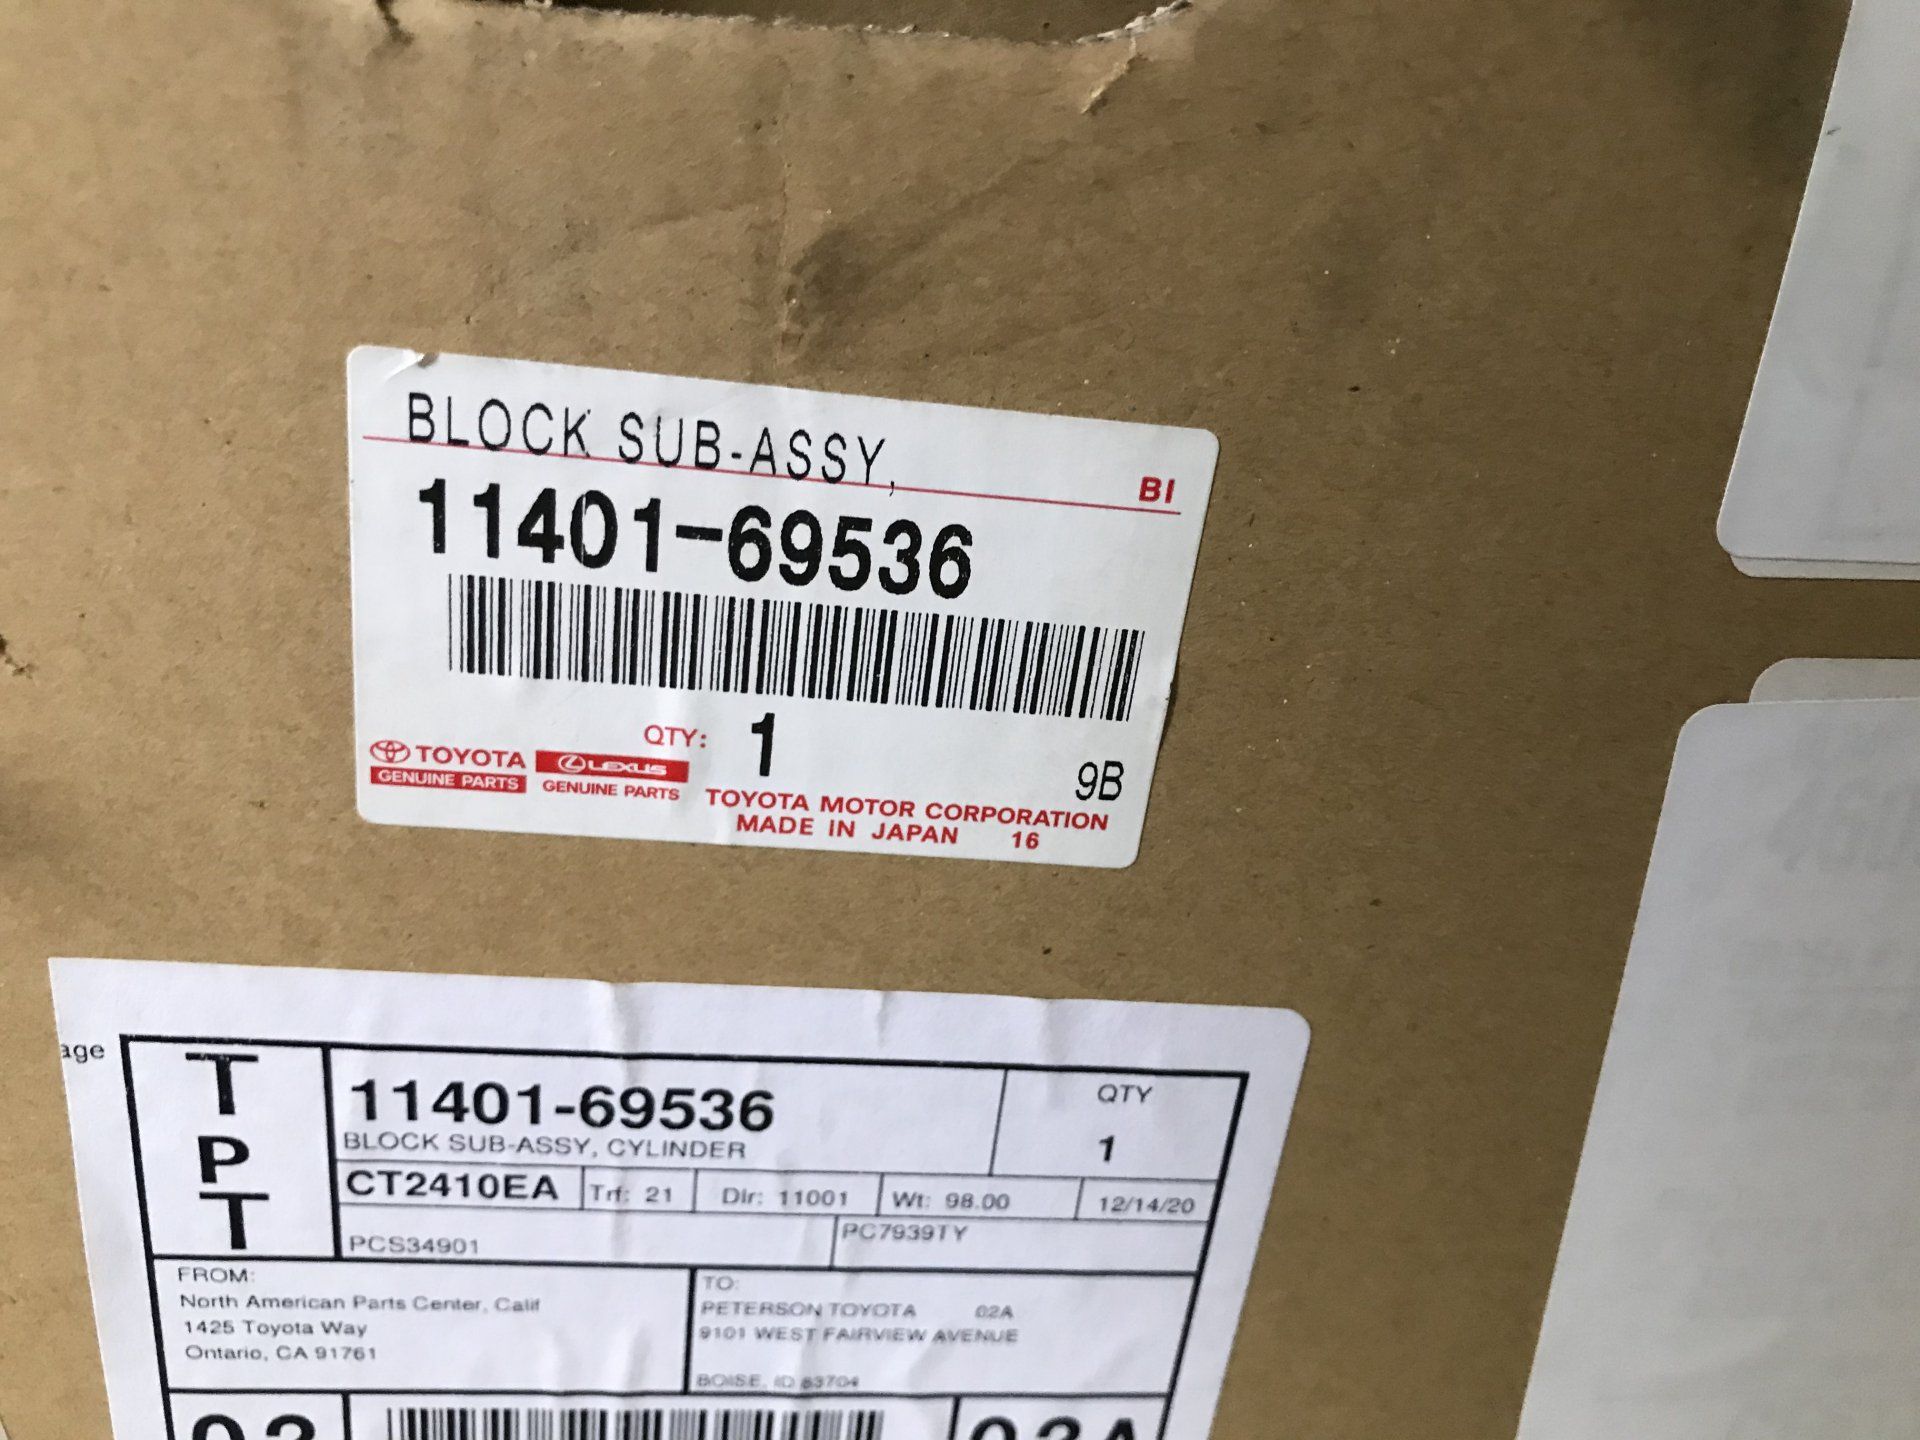 BLOCK SUB-ASSY,
BI
11401-69536
QTY: 1
TOYOTA
GENUINE PARTS
LEXUS
GENUINE PARTS
9B
TOYOTA MOTOR CORPORATION
MADE IN JAPAN 16
age
TPT
11401-69536
BLOCK SUB-ASSY, CYLINDER
QTY
1
CT2410EA
Trf: 21
Dlr: 11001
Wt: 98.00
12/14/20
PCS34901
PC7939TY
FROM:
North American Parts Center, Calif
1425 Toyota Way
Ontario, CA 91761
TO:
PETERSON TOYOTA 02A
9101 WEST FAIRVIEW AVENUE
BOISE, ID 83704